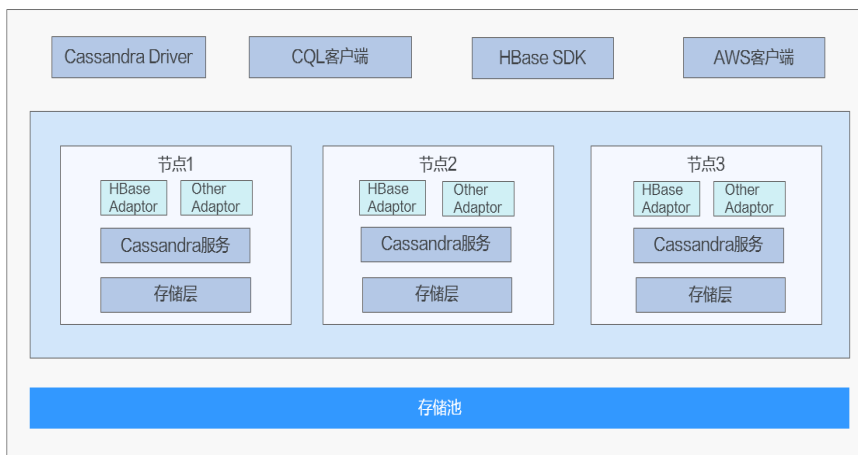 Cassandra Driver
CQL客户端
HBase SDK
AWS客户端
节点1
HBase
Adaptor
Other
Adaptor
Cassandra服务
存储层
节点2
HBase
Adaptor
Other
Adaptor
Cassandra服务
存储层
节点3
HBase
Adaptor
Other
Adaptor
Cassandra服务
存储层
存储池